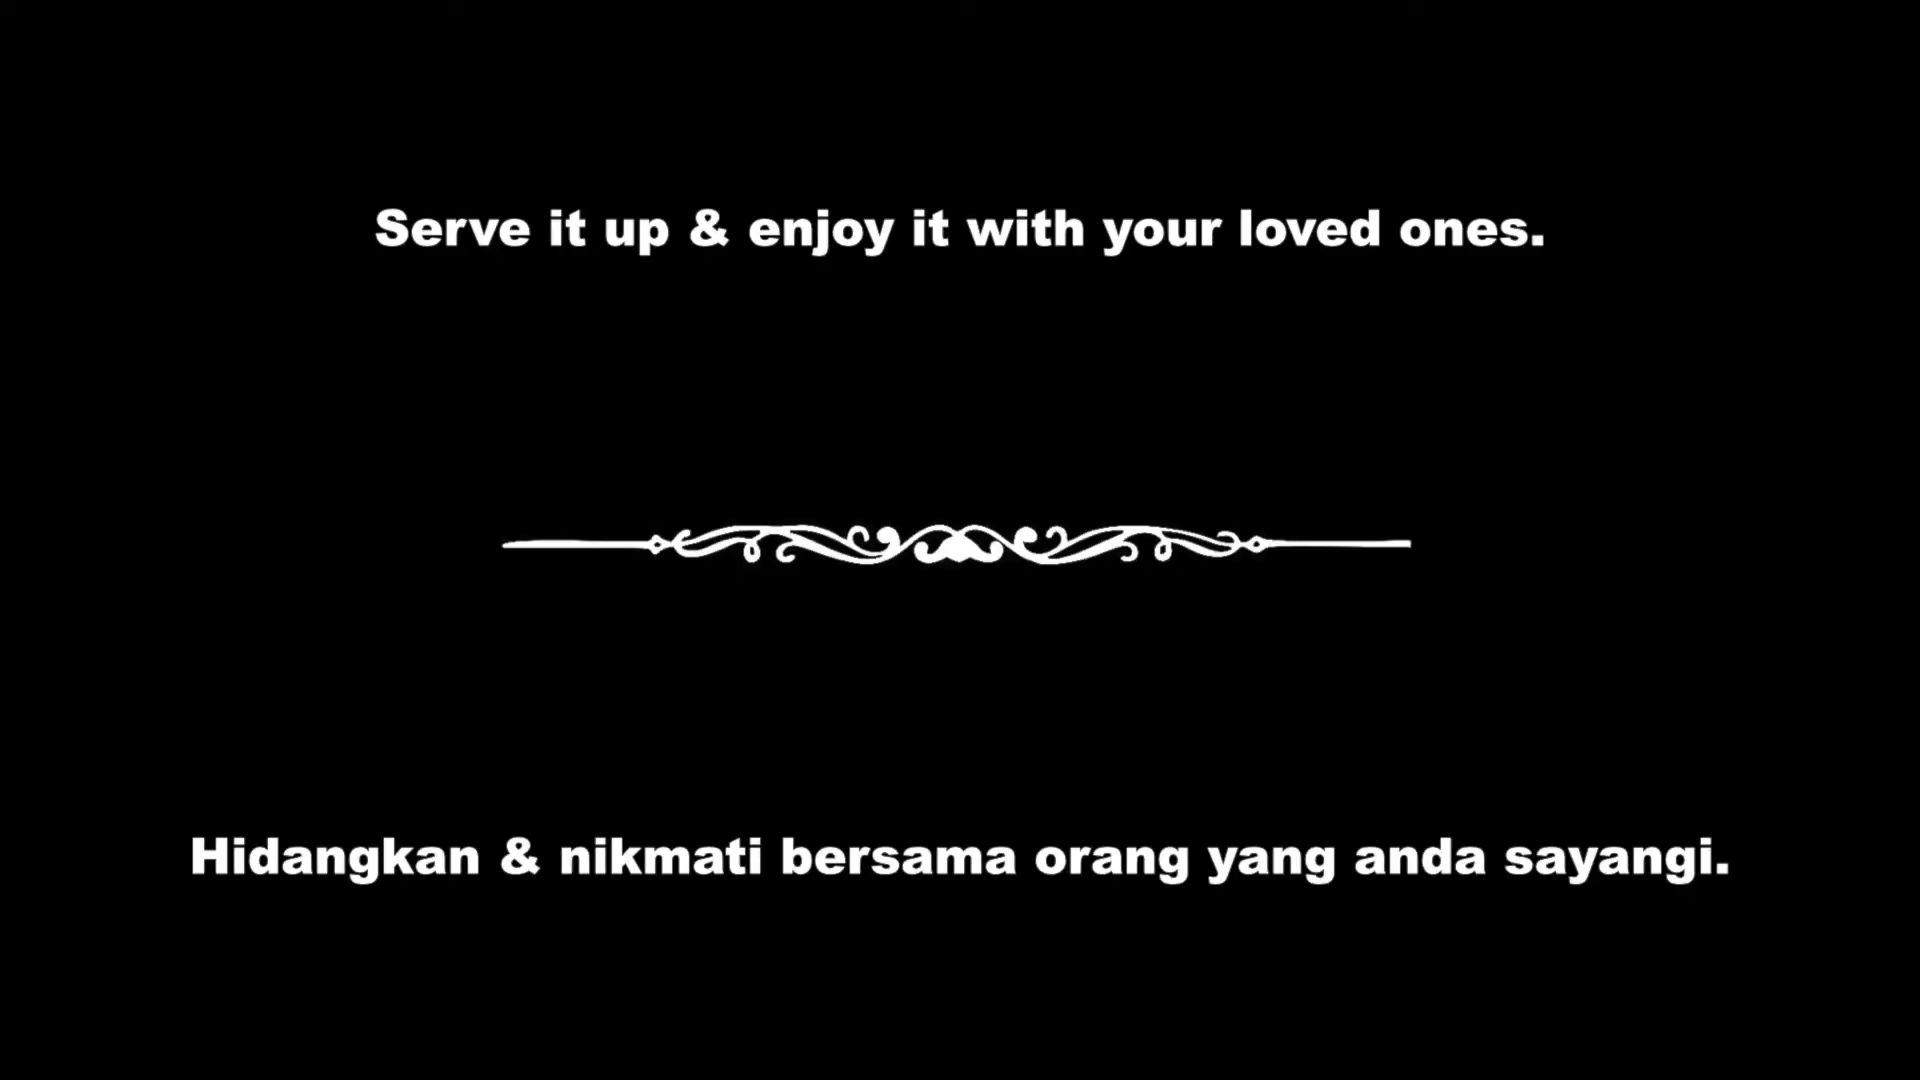 Serve it up & enjoy it with your loved ones.
Hidangkan & nikmati bersama orang yang anda sayangi.